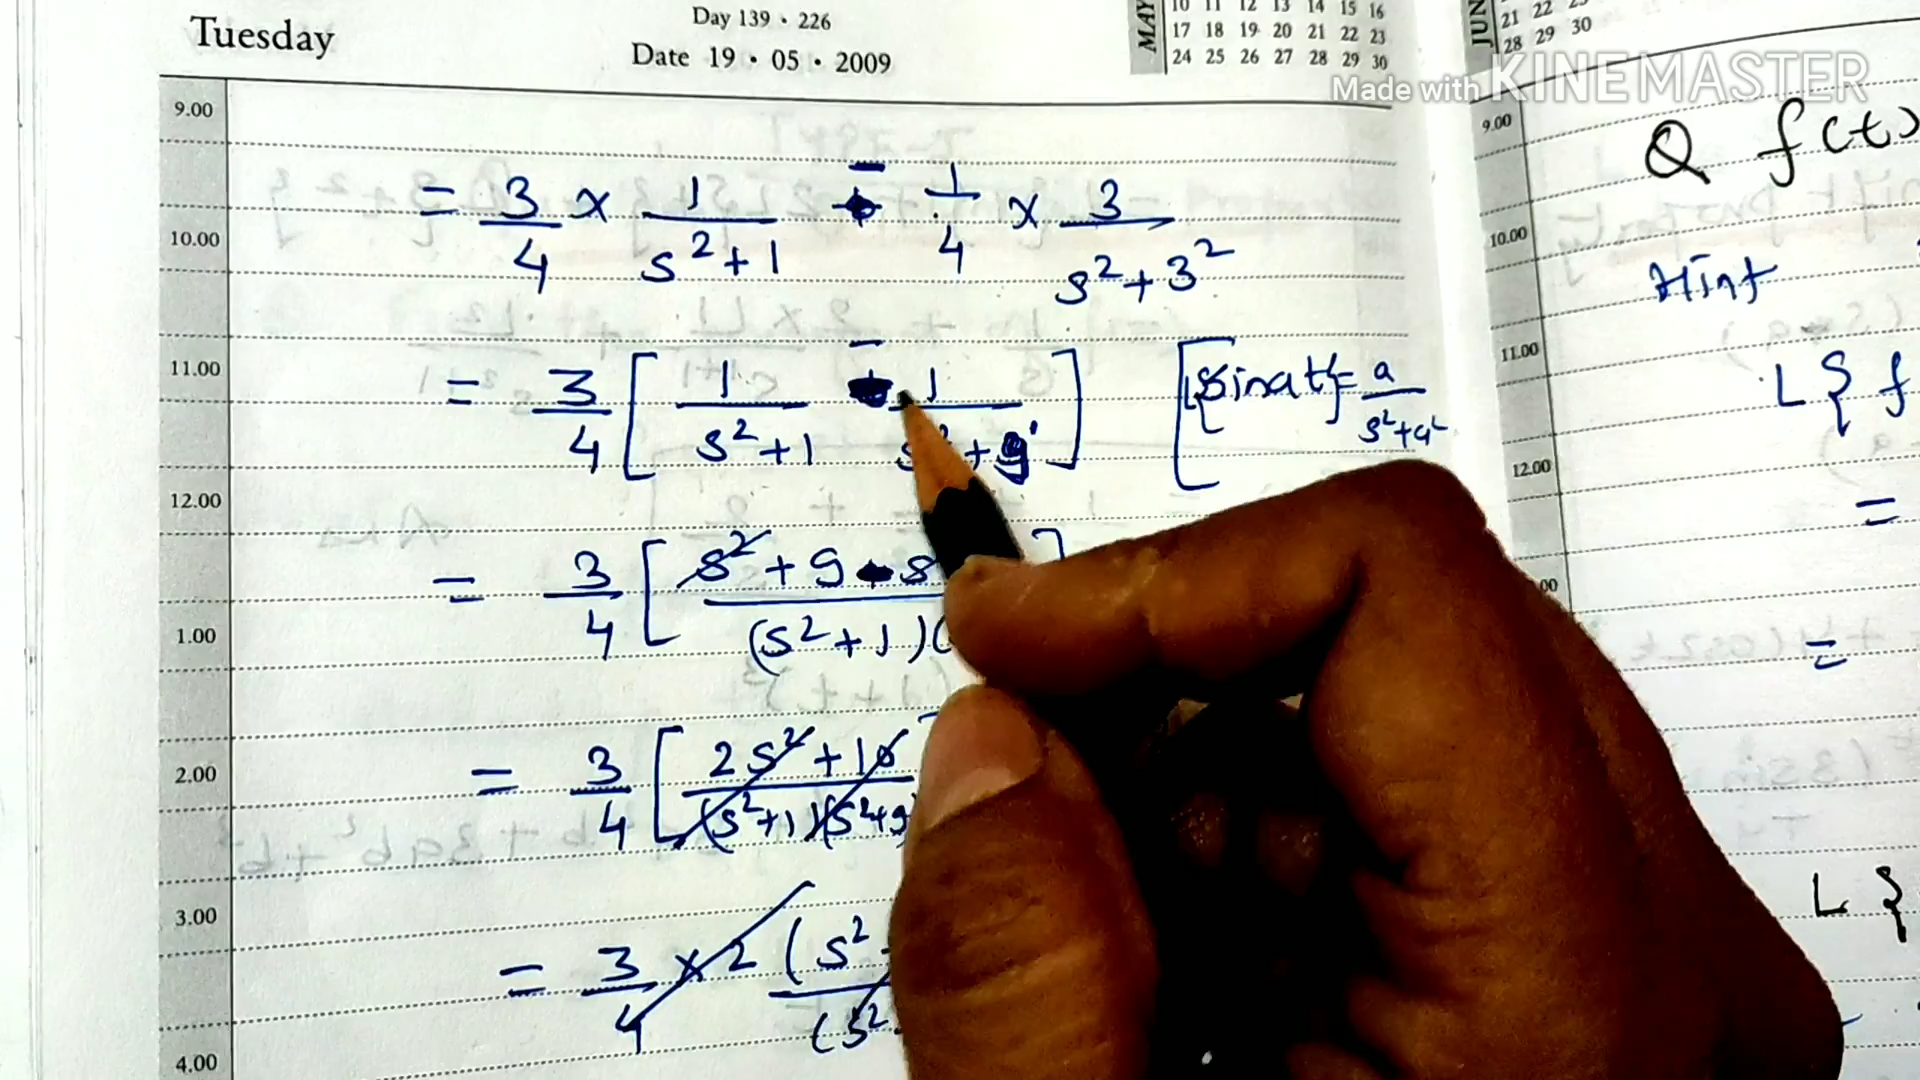 Tuesday
Day 139 • 226
Date 19 • 05 • 2009
MAY
10 11 12 13 14 15 16
17 18 19 20 21 22 23
24 25 26 27 28 29 30
JUN
21 22 23
28 29 30
Made with KINEMASTER
9.00
= 3/4 × 1/(s²+1) - 1/4 × 3/(s²+3²)
10.00
11.00
= 3/4 [ 1/(s²+1) - 1/(s²+9) ] [L{sinat}= a/(s²+a²)
12.00
= 3/4 [ s²+9-s
(s²+1)(
1.00
2.00
= 3/4 [ 2s²+10
(s²+1)(s²+9)
3.00
= 3/4 × 2 (s²
(s²
4.00
9.00
Q f(t)
10.00
Hint
11.00
L{f
12.00
=
.00
=
L{